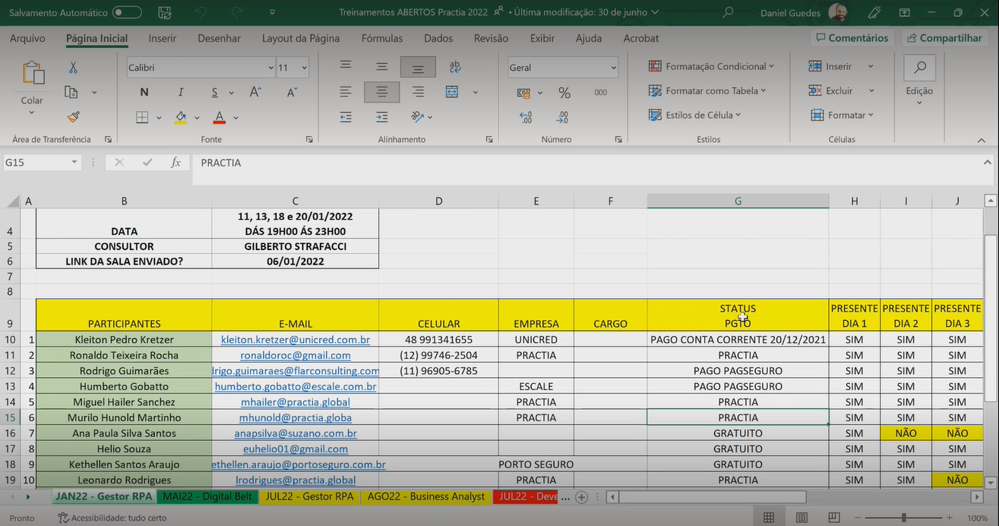 Salvamento Automático
Treinamentos ABERTOS Practia 2022 • Última modificação: 30 de junho
Daniel Guedes
Arquivo Página Inicial Inserir Desenhar Layout da Página Fórmulas Dados Revisão Exibir Ajuda Acrobat
Comentários Compartilhar
Colar
Área de Transferência
Calibri 11
N I S A A
A
Fonte
ab
Alinhamento
Geral
% 000
Número
Formatação Condicional
Formatar como Tabela
Estilos de Célula
Estilos
Inserir
Excluir
Formatar
Células
Edição
G15 fx PRACTIA
A B C D E F G H I J
11, 13, 18 e 20/01/2022
4 DATA DÁS 19H00 ÁS 23H00
5 CONSULTOR GILBERTO STRAFACCI
6 LINK DA SALA ENVIADO? 06/01/2022
7
8
STATUS PRESENTE PRESENTE PRESENTE
9 PARTICIPANTES E-MAIL CELULAR EMPRESA CARGO PGTO DIA 1 DIA 2 DIA 3
10 1 Kleiton Pedro Kretzer kleiton.kretzer@unicred.com.br 48 991341655 UNICRED PAGO CONTA CORRENTE 20/12/2021 SIM SIM SIM
11 2 Ronaldo Teixeira Rocha ronaldoroc@gmail.com (12) 99746-2504 PRACTIA PRACTIA SIM SIM SIM
12 3 Rodrigo Guimarães drigo.guimaraes@flarconsulting.com (11) 96905-6785 PAGO PAGSEGURO SIM SIM SIM
13 4 Humberto Gobatto humberto.gobatto@escale.com.br ESCALE PAGO PAGSEGURO SIM SIM SIM
14 5 Miguel Hailer Sanchez mhailer@practia.global PRACTIA PRACTIA SIM SIM SIM
15 6 Murilo Hunold Martinho mhunold@practia.globa PRACTIA PRACTIA SIM SIM SIM
16 7 Ana Paula Silva Santos anapsilva@suzano.com.br GRATUITO SIM NÃO NÃO
17 8 Helio Souza euhelio01@gmail.com GRATUITO SIM SIM SIM
18 9 Kethellen Santos Araujo ethellen.araujo@portoseguro.com.br PORTO SEGURO GRATUITO SIM SIM SIM
19 10 Leonardo Rodrigues lrodrigues@practia.global PRACTIA PRACTIA SIM SIM NÃO
JAN22 - Gestor RPA MAI22 - Digital Belt JUL22 - Gestor RPA AGO22 - Business Analyst JUL22 - Deve ...
Pronto Acessibilidade: tudo certo 100%